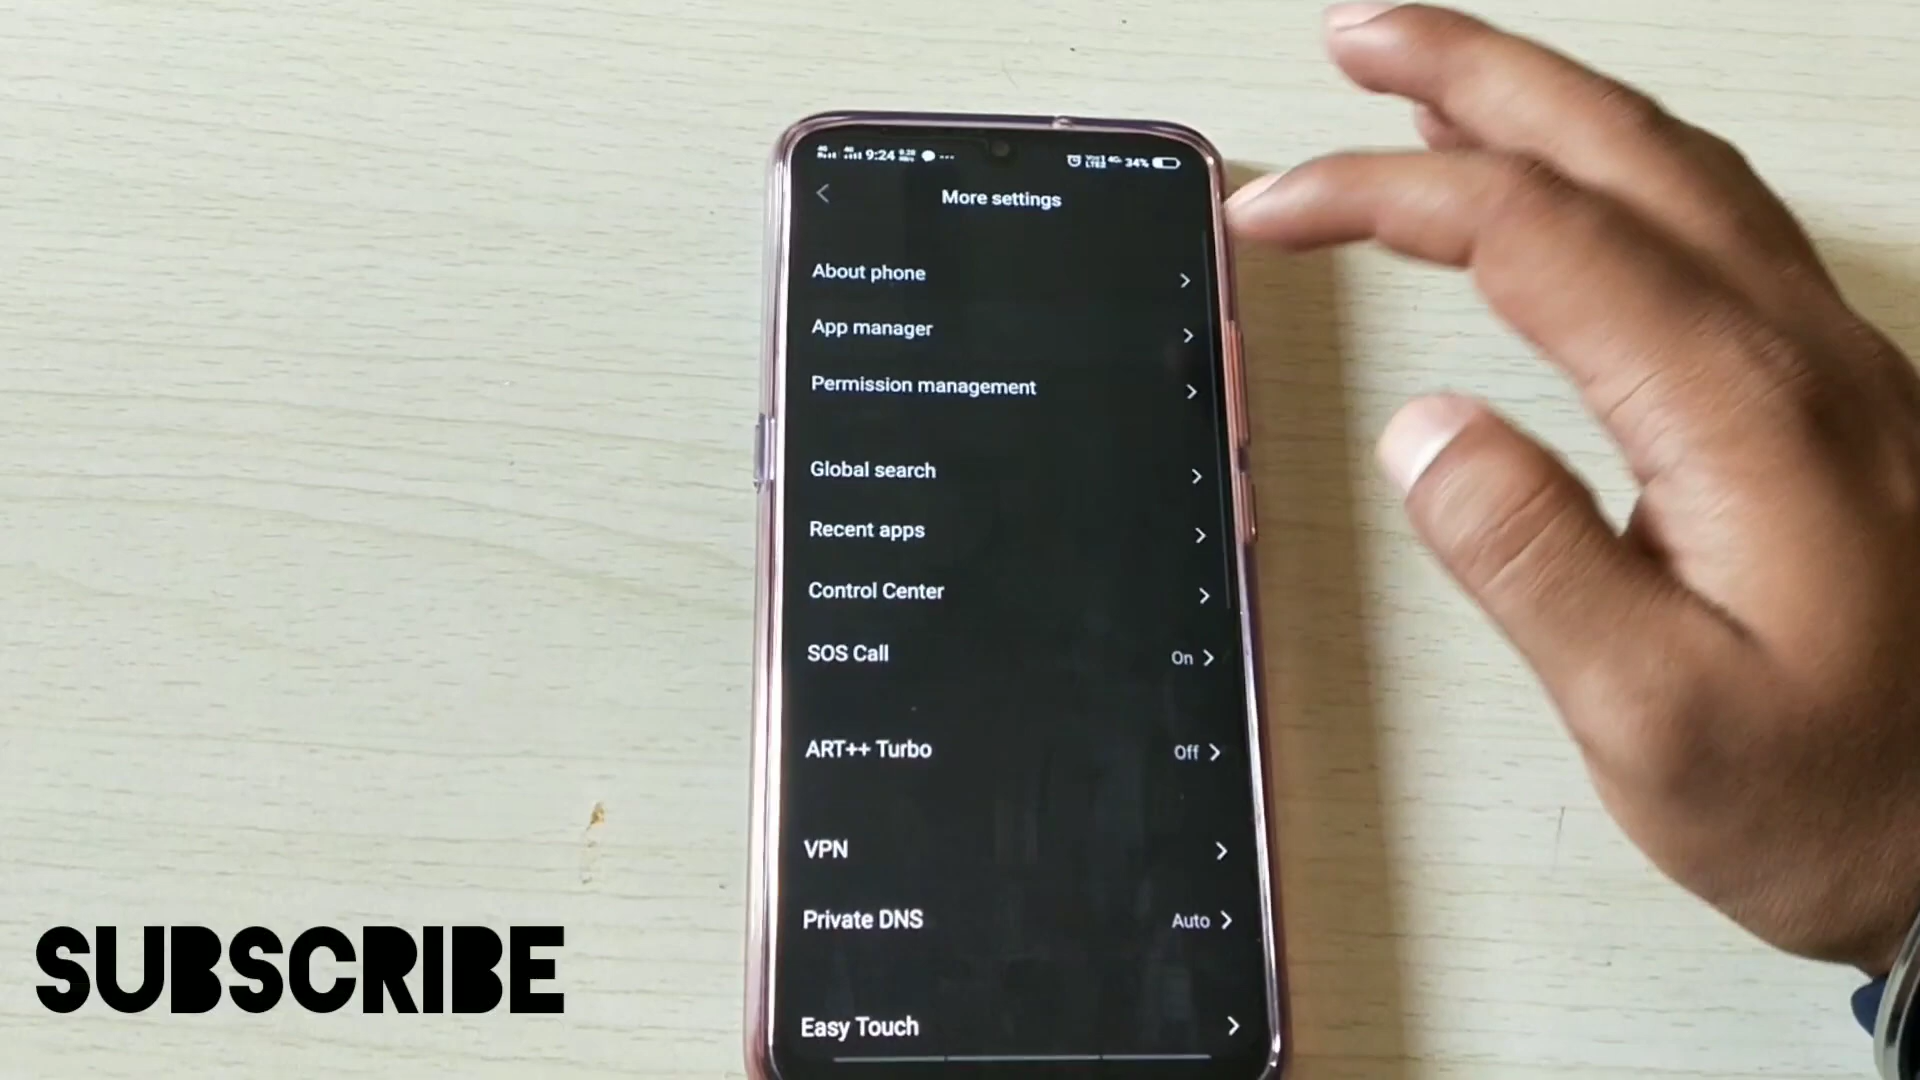 9:24
34%
More settings
About phone
App manager
Permission management
Global search
Recent apps
Control Center
SOS Call On
ART++ Turbo Off
VPN
Private DNS Auto
Easy Touch
SUBSCRIBE